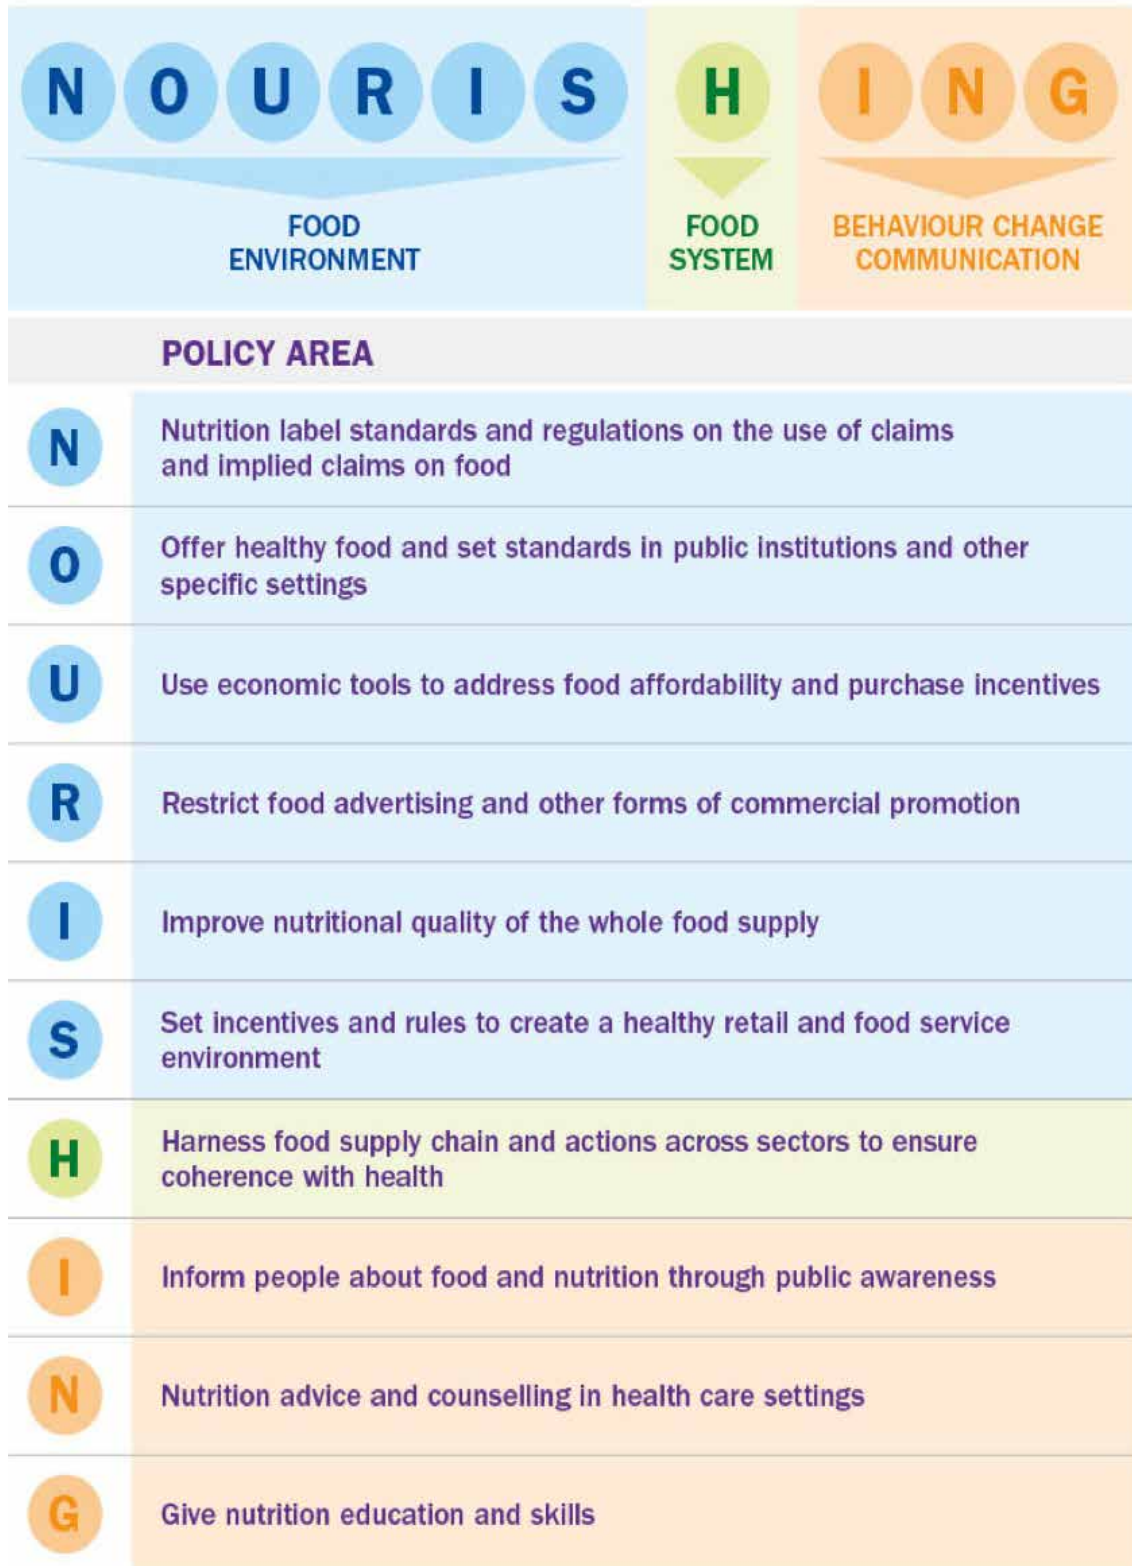 N O U R I S H I N G
FOOD
ENVIRONMENT
FOOD
SYSTEM
BEHAVIOUR CHANGE
COMMUNICATION
POLICY AREA
N
Nutrition label standards and regulations on the use of claims
and implied claims on food
O
Offer healthy food and set standards in public institutions and other
specific settings
U
Use economic tools to address food affordability and purchase incentives
R
Restrict food advertising and other forms of commercial promotion
I
Improve nutritional quality of the whole food supply
S
Set incentives and rules to create a healthy retail and food service
environment
H
Harness food supply chain and actions across sectors to ensure
coherence with health
I
Inform people about food and nutrition through public awareness
N
Nutrition advice and counselling in health care settings
G
Give nutrition education and skills